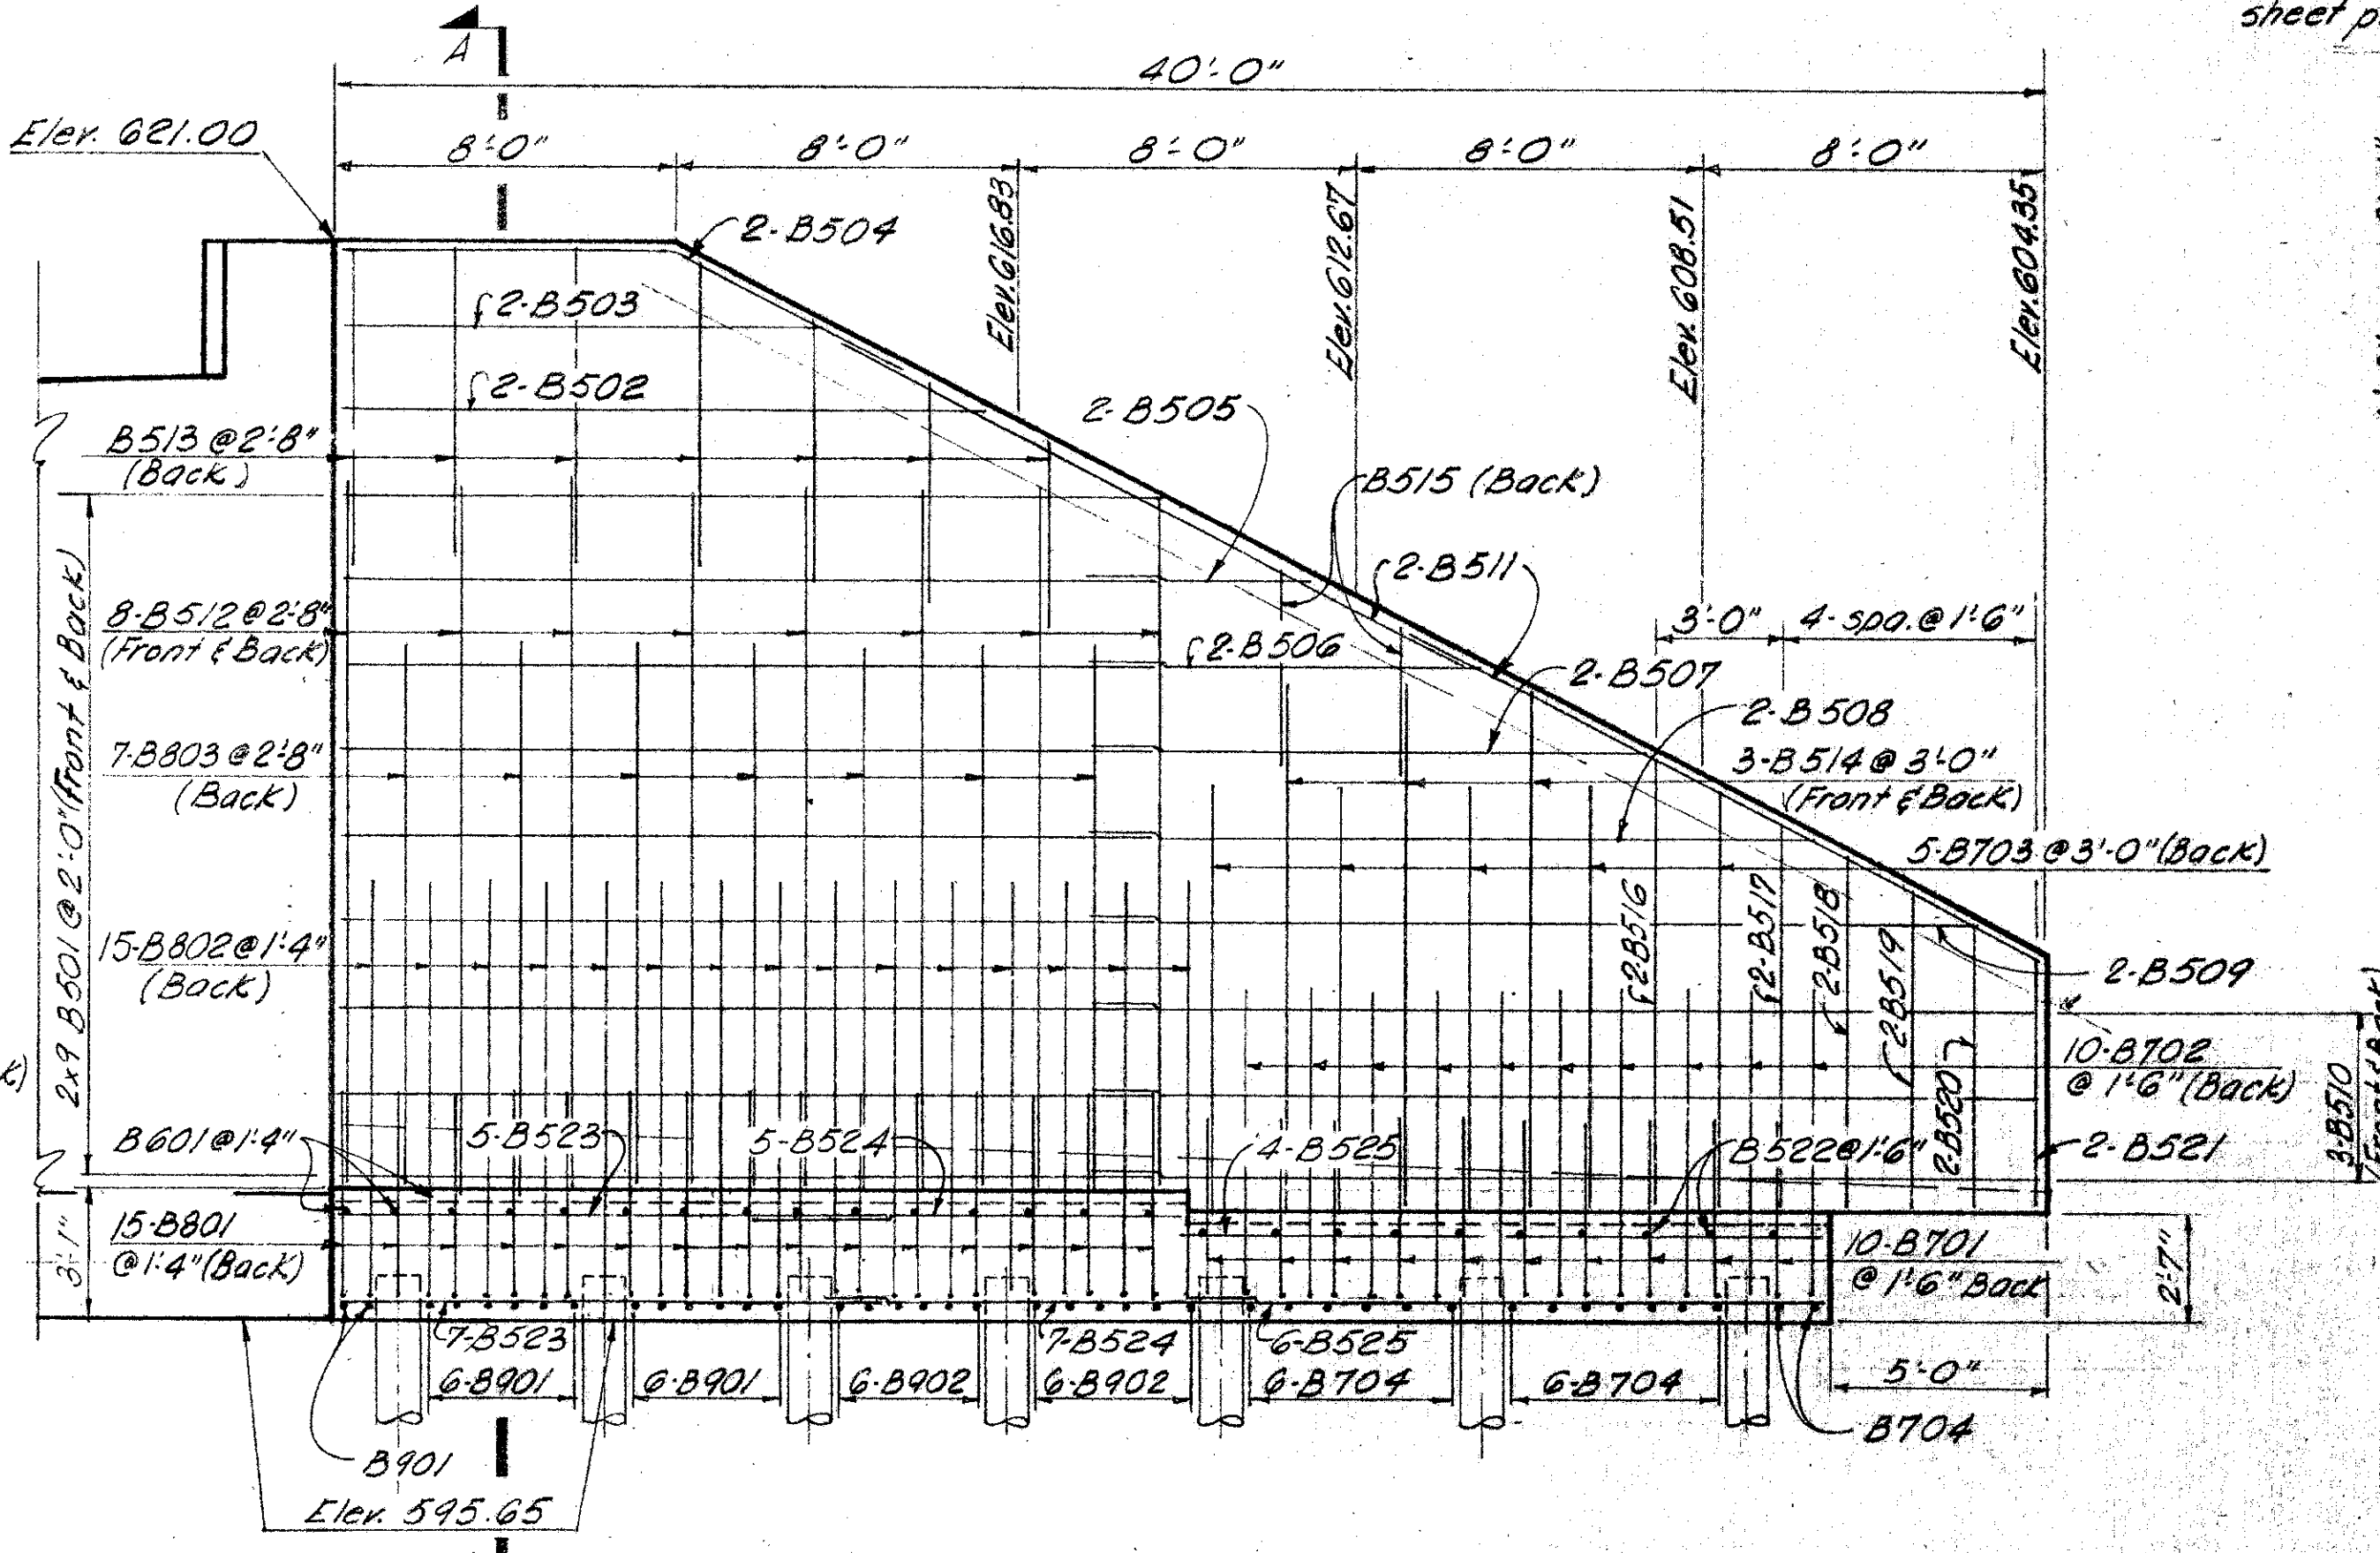 sheet p
A
40'-0"
Elev. 621.00
8'-0"
8'-0"
8'-0"
8'-0"
8'-0"
Elev. 616.83
Elev. 612.67
Elev. 608.51
Elev. 604.35
2-B504
2-B503
2-B502
2-B505
B513 @ 2'-8"
(Back)
B515 (Back)
2-B511
8-B512 @ 2'-8"
(Front & Back)
2-B506
3'-0"
4-spa. @ 1'-6"
2-B507
2-B508
2x9 B501 @ 2'-0" (Front & Back)
7-B803 @ 2'-8"
(Back)
3-B514 @ 3'-0"
(Front & Back)
5-B703 @ 3'-0" (Back)
2-B516
2-B517
2-B518
2B519
2-B520
15-B802 @ 1'-4"
(Back)
2-B509
k)
10-B702
@ 1'-6" (Back)
3-B510
(Front & Back)
B601 @ 1'-4"
5-B523
5-B524
4-B525
B522 @ 1'-6"
2-B521
15-B801
@ 1'-4" (Back)
3'-1"
10-B701
@ 1'-6" Back
2'-7"
7-B523
7-B524
6-B525
6-B901
6-B901
6-B902
6-B902
6-B704
6-B704
5'-0"
B901
B704
Elev. 595.65